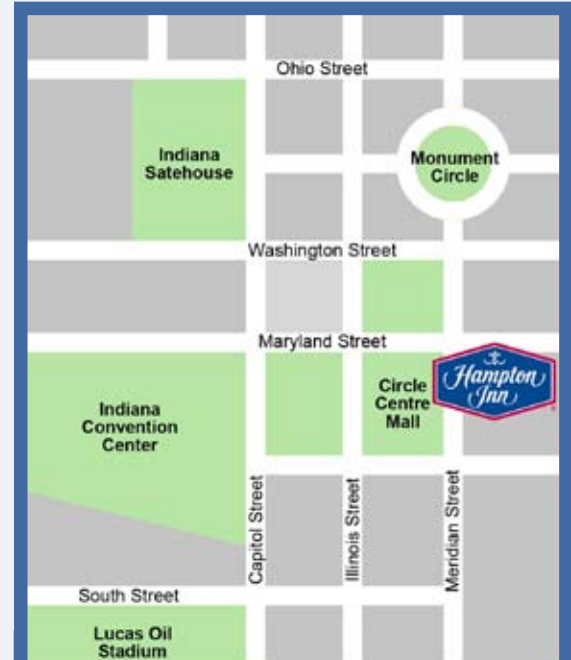 Ohio Street
Indiana
Satehouse
Monument
Circle
Washington Street
Maryland Street
Hampton
Inn
Circle
Centre
Mall
Indiana
Convention
Center
Capitol Street
Illinois Street
Meridian Street
South Street
Lucas Oil
Stadium